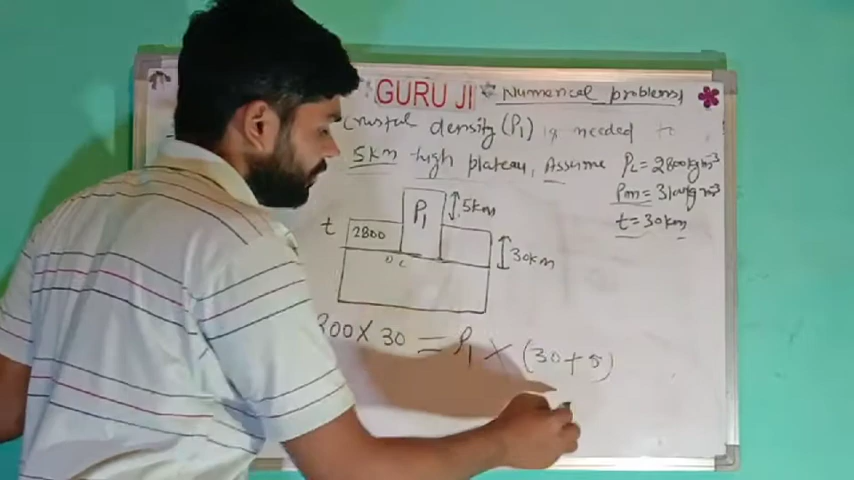 GURU JI Numerical problems
crustal density (ρ₁) is needed to
5km high plateau, Assume ρc = 2800kg m³
ρm = 3100kg m³
t = 30km
5km
ρ₁
t
2800
30km
ρ₁ × (30+5)
× 30 =